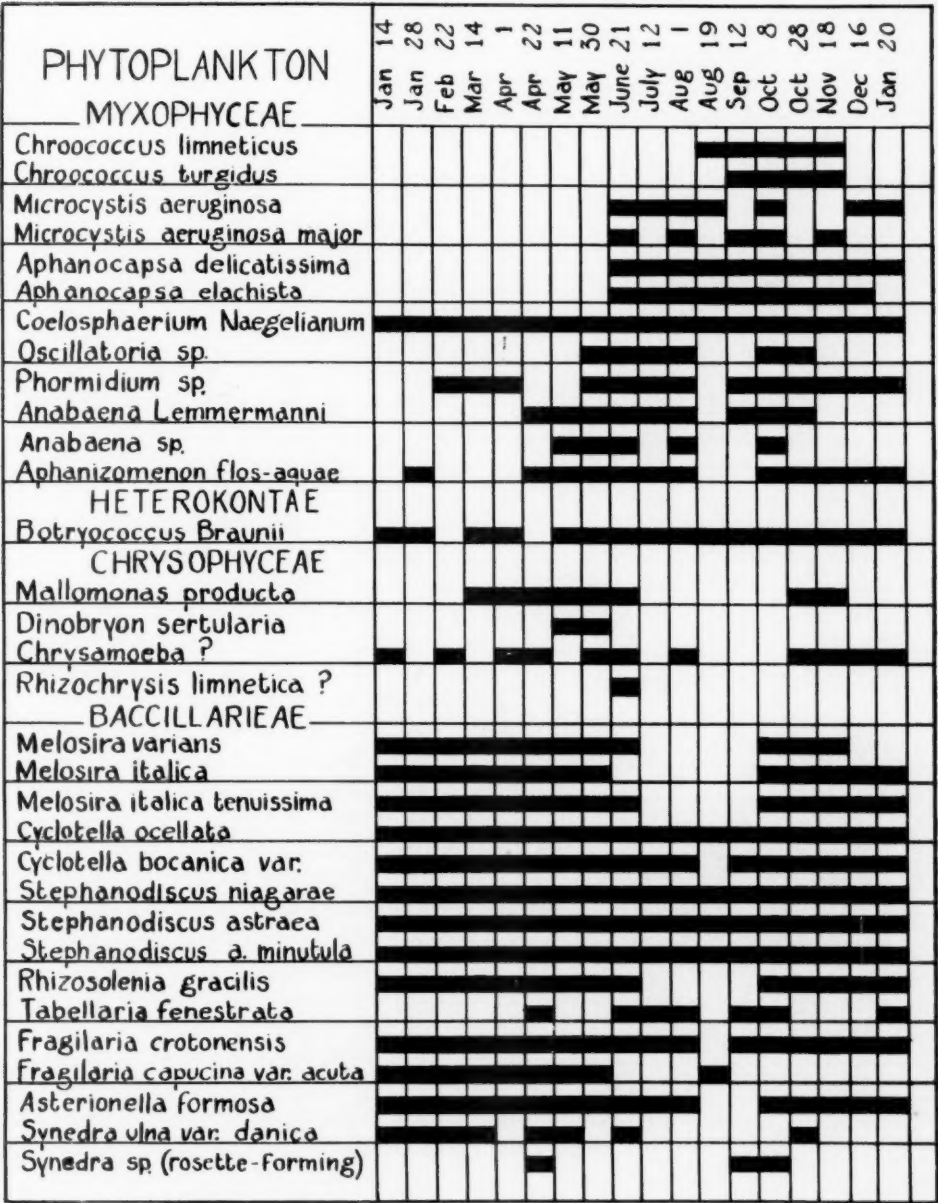 PHYTOPLANKTON
Jan 14
Jan 28
Feb 22
Mar 14
Apr 1
Apr 22
May 11
May 30
June 21
July 12
Aug 1
Aug 19
Sep 12
Oct 8
Oct 28
Nov 18
Dec 16
Jan 20
MYXOPHYCEAE
Chroococcus limneticus
Chroococcus turgidus
Microcystis aeruginosa
Microcystis aeruginosa major
Aphanocapsa delicatissima
Aphanocapsa elachista
Coelosphaerium Naegelianum
Oscillatoria sp.
Phormidium sp.
Anabaena Lemmermanni
Anabaena sp.
Aphanizomenon flos-aquae
HETEROKONTAE
Botryococcus Braunii
CHRYSOPHYCEAE
Mallomonas producta
Dinobryon sertularia
Chrysamoeba ?
Rhizochrysis limnetica ?
BACCILLARIEAE
Melosira varians
Melosira italica
Melosira italica tenuissima
Cyclotella ocellata
Cyclotella bocanica var.
Stephanodiscus niagarae
Stephanodiscus astraea
Stephanodiscus a. minutula
Rhizosolenia gracilis
Tabellaria fenestrata
Fragilaria crotonensis
Fragilaria capucina var. acuta
Asterionella formosa
Synedra ulna var. danica
Synedra sp. (rosette-forming)